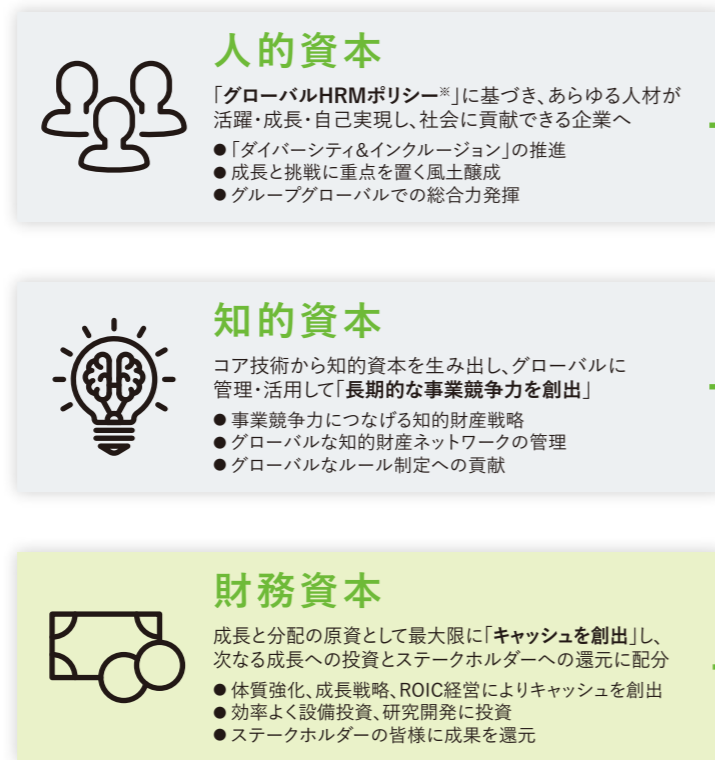 人的資本
「グローバルHRMポリシー※」に基づき、あらゆる人材が
活躍・成長・自己実現し、社会に貢献できる企業へ
●「ダイバーシティ&インクルージョン」の推進
● 成長と挑戦に重点を置く風土醸成
● グループグローバルでの総合力発揮
知的資本
コア技術から知的資本を生み出し、グローバルに
管理・活用して「長期的な事業競争力を創出」
● 事業競争力につなげる知的財産戦略
● グローバルな知的財産ネットワークの管理
● グローバルなルール制定への貢献
財務資本
成長と分配の原資として最大限に「キャッシュを創出」し、
次なる成長への投資とステークホルダーへの還元に配分
● 体質強化、成長戦略、ROIC経営によりキャッシュを創出
● 効率よく設備投資、研究開発に投資
● ステークホルダーの皆様に成果を還元